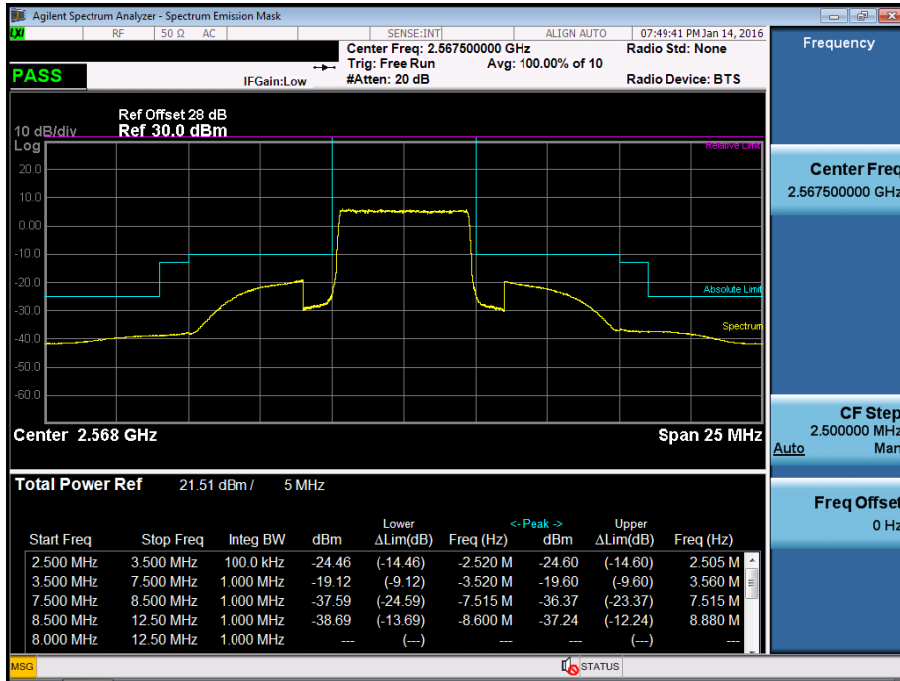 Agilent Spectrum Analyzer - Spectrum Emission Mask
LXI RF 50 Ω AC SENSE:INT ALIGN AUTO 07:49:41 PM Jan 14, 2016
Center Freq: 2.567500000 GHz Radio Std: None
Trig: Free Run Avg: 100.00% of 10
PASS IFGain:Low #Atten: 20 dB Radio Device: BTS
Ref Offset 28 dB
10 dB/div Ref 30.0 dBm
Log
Relative Limit
20.0
10.0
0.00
-10.0
-20.0
Absolute Limit
-30.0
Spectrum
-40.0
-50.0
-60.0
Center 2.568 GHz Span 25 MHz
Total Power Ref 21.51 dBm / 5 MHz
Lower <- Peak -> Upper
Start Freq Stop Freq Integ BW dBm ΔLim(dB) Freq (Hz) dBm ΔLim(dB) Freq (Hz)
2.500 MHz 3.500 MHz 100.0 kHz -24.46 (-14.46) -2.520 M -24.60 (-14.60) 2.505 M
3.500 MHz 7.500 MHz 1.000 MHz -19.12 (-9.12) -3.520 M -19.60 (-9.60) 3.560 M
7.500 MHz 8.500 MHz 1.000 MHz -37.59 (-24.59) -7.515 M -36.37 (-23.37) 7.515 M
8.500 MHz 12.50 MHz 1.000 MHz -38.69 (-13.69) -8.600 M -37.24 (-12.24) 8.880 M
8.000 MHz 12.50 MHz 1.000 MHz --- (---) --- --- (---) ---
MSG STATUS
Frequency
Center Freq
2.567500000 GHz
CF Step
2.500000 MHz
Auto Man
Freq Offset
0 Hz